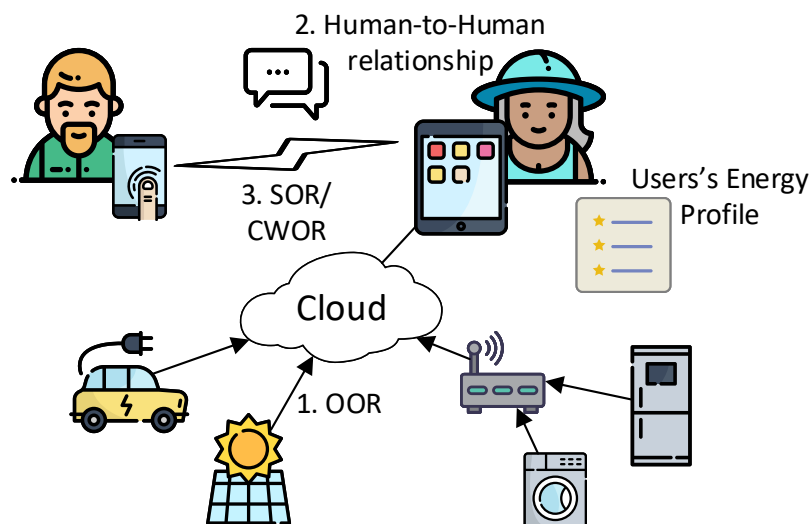 2. Human-to-Human
relationship
3. SOR/
CWOR
Users's Energy
Profile
Cloud
1. OOR